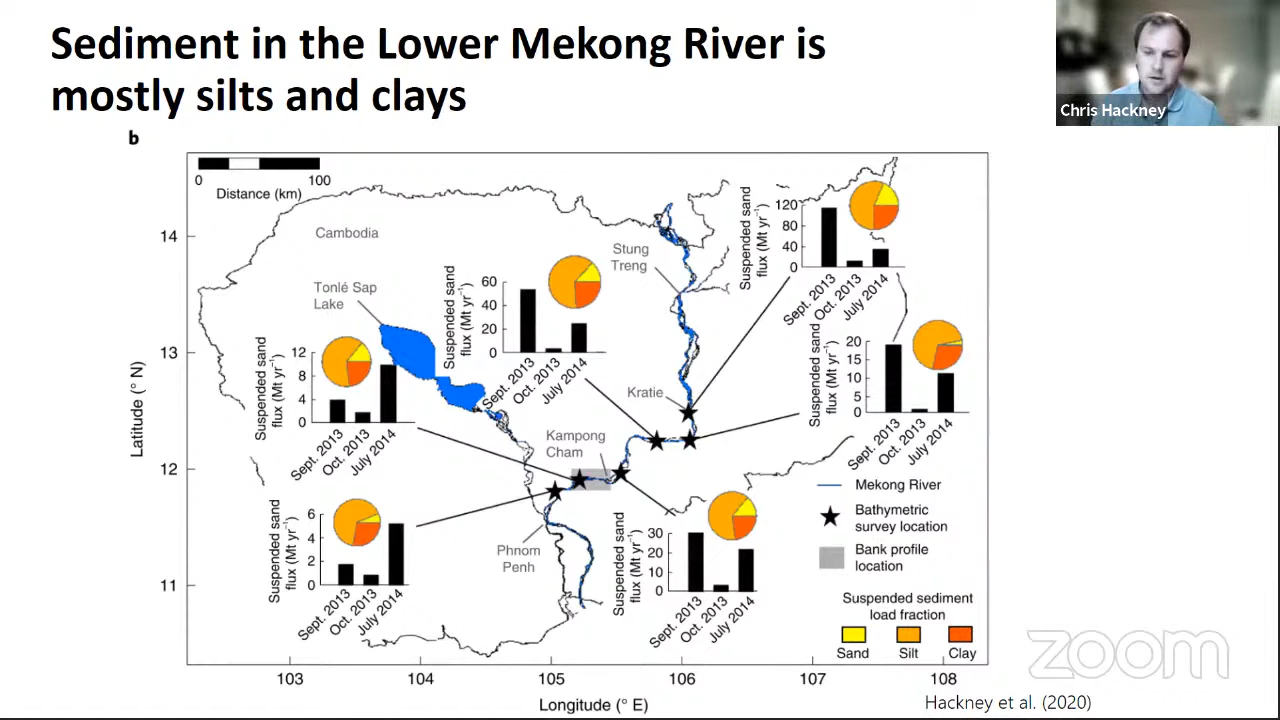 Sediment in the Lower Mekong River is
mostly silts and clays
Chris Hackney
b
0 100
Distance (km)
Cambodia
Tonlé Sap
Lake
Stung
Treng
Kratie
Kampong
Cham
Phnom
Penh
Suspended sand
flux (Mt yr⁻¹)
120
80
40
0
Sept. 2013
Oct. 2013
July 2014
Suspended sand
flux (Mt yr⁻¹)
60
40
20
0
Sept. 2013
Oct. 2013
July 2014
Suspended sand
flux (Mt yr⁻¹)
20
15
10
5
0
Sept. 2013
Oct. 2013
July 2014
Suspended sand
flux (Mt yr⁻¹)
12
8
4
0
Sept. 2013
Oct. 2013
July 2014
Suspended sand
flux (Mt yr⁻¹)
6
4
2
0
Sept. 2013
Oct. 2013
July 2014
Suspended sand
flux (Mt yr⁻¹)
30
20
10
0
Sept. 2013
Oct. 2013
July 2014
Mekong River
Bathymetric
survey location
Bank profile
location
Suspended sediment
load fraction
Sand Silt Clay
Latitude (° N)
14
13
12
11
103 104 105 106 107 108
Longitude (° E)
zoom
Hackney et al. (2020)